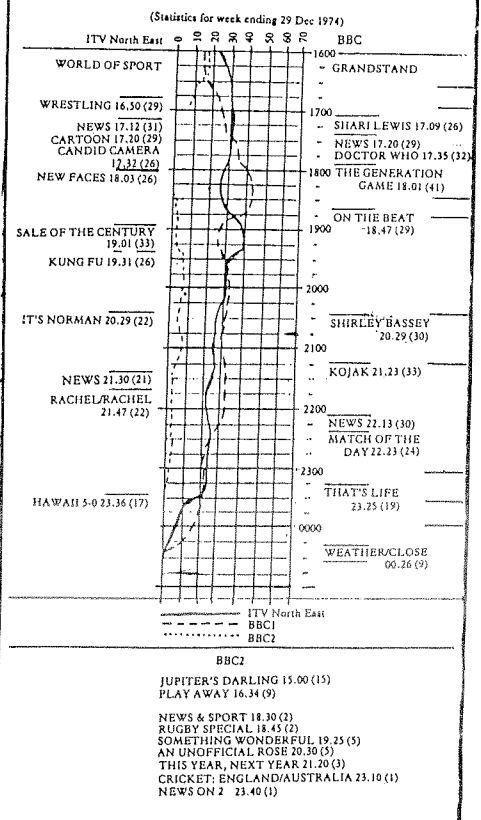 (Statistics for week ending 29 Dec 1974)
ITV North East
0 10 20 30 40 50 60 70
BBC
WORLD OF SPORT
WRESTLING 16.50 (29)
NEWS 17.12 (31)
CARTOON 17.20 (29)
CANDID CAMERA
17.32 (26)
NEW FACES 18.03 (26)
SALE OF THE CENTURY
19.01 (33)
KUNG FU 19.31 (26)
IT'S NORMAN 20.29 (22)
NEWS 21.30 (21)
RACHEL/RACHEL
21.47 (22)
HAWAII 5-0 23.36 (17)
1600
1700
1800
1900
2000
2100
2200
2300
0000
GRANDSTAND
SHARI LEWIS 17.09 (26)
NEWS 17.20 (29)
DOCTOR WHO 17.35 (32)
THE GENERATION
GAME 18.01 (41)
ON THE BEAT
18.47 (29)
SHIRLEY BASSEY
20.29 (30)
KOJAK 21.23 (33)
NEWS 22.13 (30)
MATCH OF THE
DAY 22.23 (24)
THAT'S LIFE
23.25 (19)
WEATHER/CLOSE
00.26 (9)
ITV North East
BBC1
BBC2
BBC2
JUPITER'S DARLING 15.00 (15)
PLAY AWAY 16.34 (9)
NEWS & SPORT 18.30 (2)
RUGBY SPECIAL 18.45 (2)
SOMETHING WONDERFUL 19.25 (5)
AN UNOFFICIAL ROSE 20.30 (5)
THIS YEAR, NEXT YEAR 21.20 (3)
CRICKET: ENGLAND/AUSTRALIA 23.10 (1)
NEWS ON 2 23.40 (1)